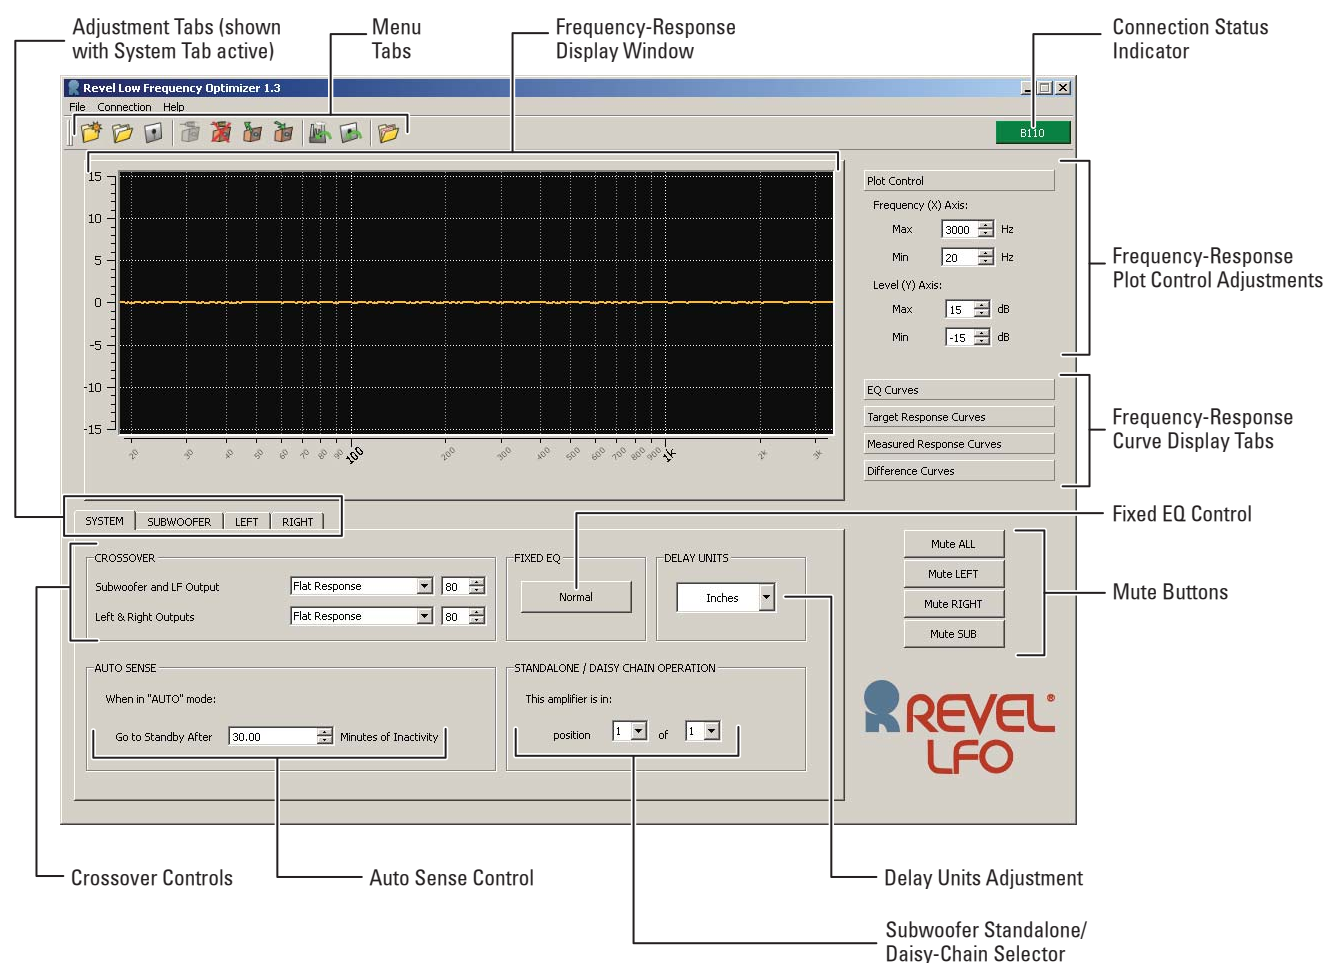 Adjustment Tabs (shown
with System Tab active)
Menu
Tabs
Frequency-Response
Display Window
Connection Status
Indicator
Revel Low Frequency Optimizer 1.3
File Connection Help
B110
15
10
5
0
-5
-10
-15
20 30 40 50 60 70 80 90 100 200 300 400 500 600 700 800 900 1k 2k 3k
Plot Control
Frequency (X) Axis:
Max 3000 Hz
Min 20 Hz
Level (Y) Axis:
Max 15 dB
Min -15 dB
Frequency-Response
Plot Control Adjustments
EQ Curves
Target Response Curves
Measured Response Curves
Difference Curves
Frequency-Response
Curve Display Tabs
SYSTEM SUBWOOFER LEFT RIGHT
Fixed EQ Control
CROSSOVER
Subwoofer and LF Output Flat Response 80
Left & Right Outputs Flat Response 80
FIXED EQ
Normal
DELAY UNITS
Inches
Mute ALL
Mute LEFT
Mute RIGHT
Mute SUB
Mute Buttons
AUTO SENSE
When in "AUTO" mode:
Go to Standby After 30.00 Minutes of Inactivity
STANDALONE / DAISY CHAIN OPERATION
This amplifier is in:
position 1 of 1
REVEL®
LFO
Crossover Controls
Auto Sense Control
Delay Units Adjustment
Subwoofer Standalone/
Daisy-Chain Selector